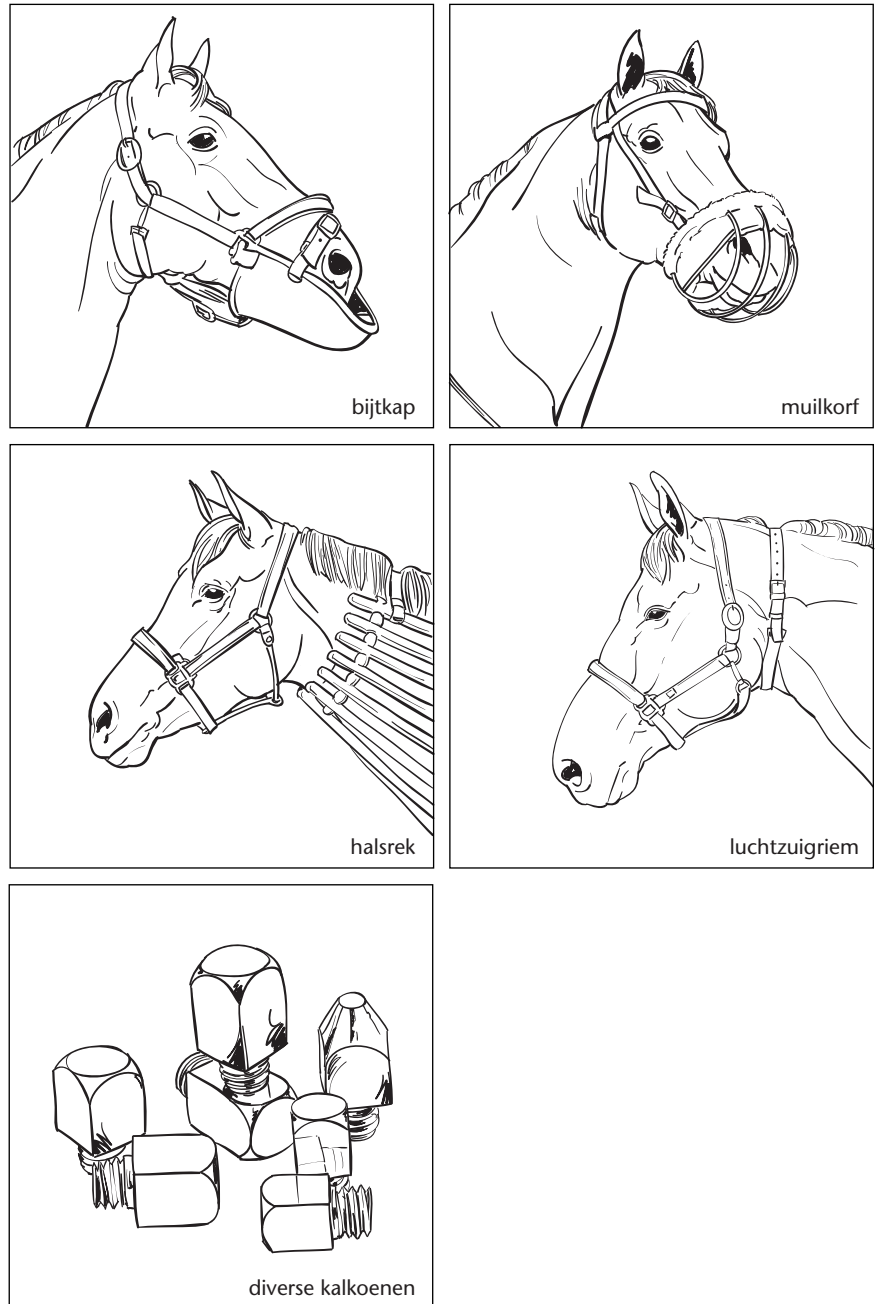 bijtkap
muilkorf
halsrek
luchtzuigriem
diverse kalkoenen